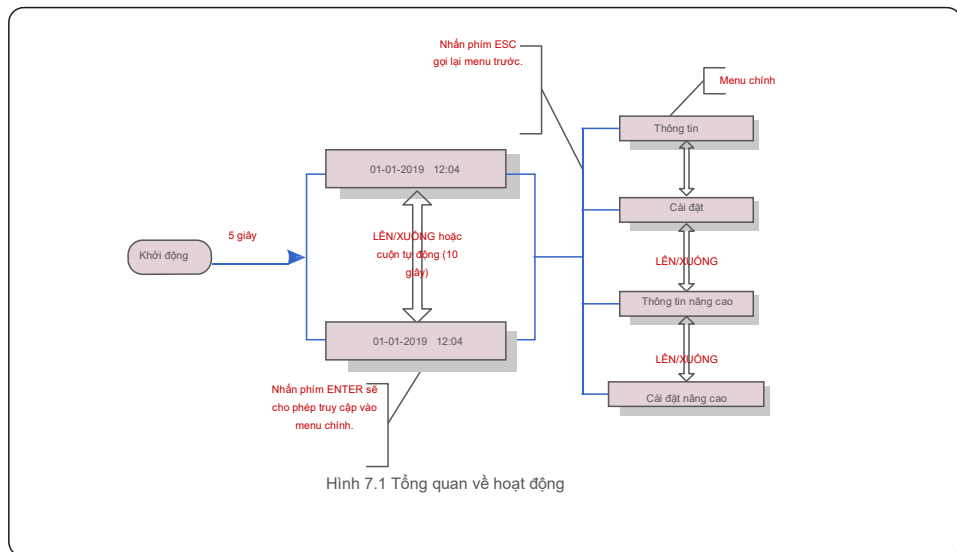 Nhấn phím ESC
gọi lại menu trước.
Menu chính
Thông tin
01-01-2019 12:04
Cài đặt
5 giây
LÊN/XUỐNG hoặc
cuộn tự động (10
giây)
Khởi động
LÊN/XUỐNG
Thông tin nâng cao
01-01-2019 12:04
LÊN/XUỐNG
Nhấn phím ENTER sẽ
cho phép truy cập vào
menu chính.
Cài đặt nâng cao
Hình 7.1 Tổng quan về hoạt động